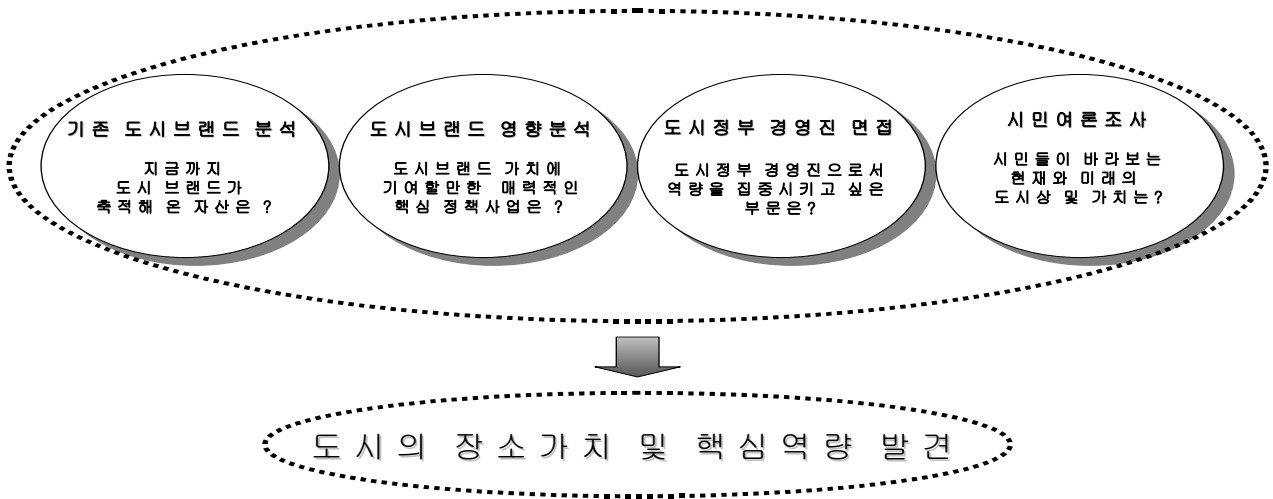 기존 도시브랜드 분석
지금까지
도시 브랜드가
축적해 온 자산은 ?
도시브랜드 영향분석
도시브랜드 가치에
기여할만한 매력적인
핵심 정책사업은 ?
도시정부 경영진 면접
도시정부 경영진으로서
역량을 집중시키고 싶은
부문은?
시민여론조사
시민들이 바라보는
현재와 미래의
도시상 및 가치는?
도시의 장소가치 및 핵심역량 발견